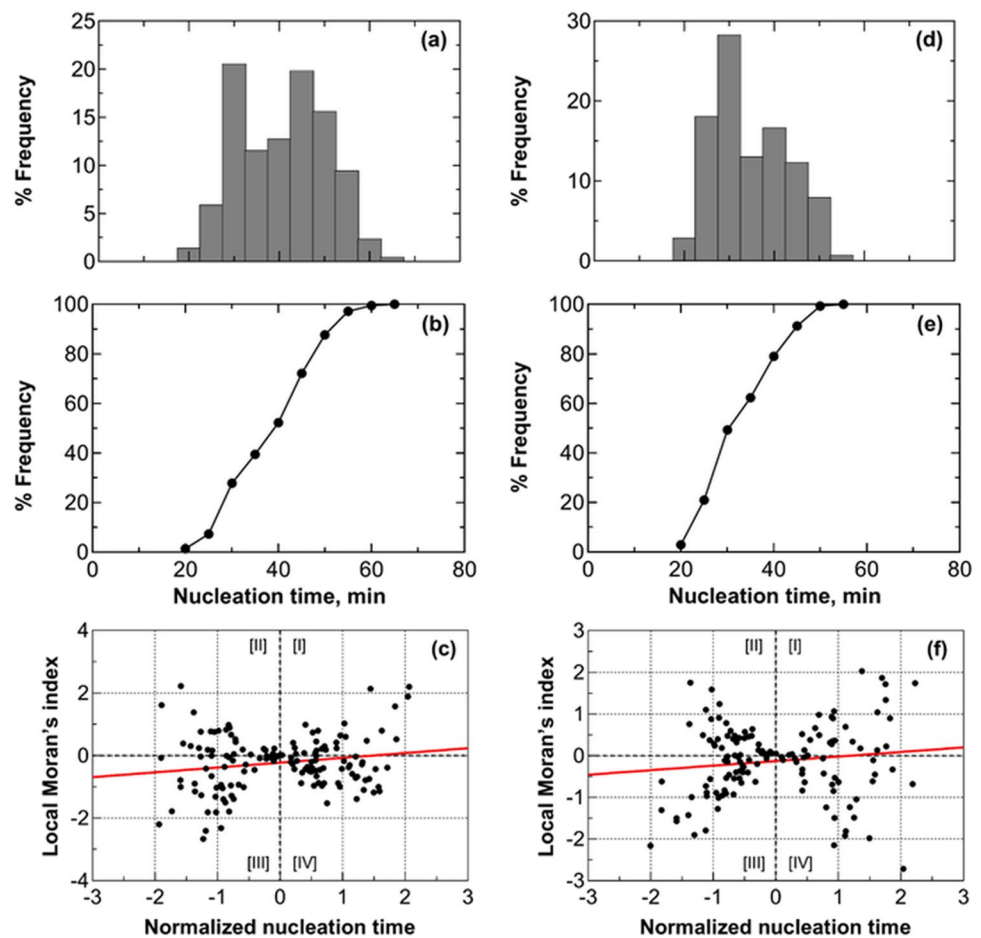 25
20
15
10
5
0
% Frequency
(a)
30
20
10
0
% Frequency
(d)
100
80
60
40
20
0
% Frequency
(b)
0 20 40 60 80
Nucleation time, min
100
80
60
40
20
0
% Frequency
(e)
0 20 40 60 80
Nucleation time, min
4
2
0
-2
-4
Local Moran's index
[II] [I]
(c)
[III] [IV]
-3 -2 -1 0 1 2 3
Normalized nucleation time
3
2
1
0
-1
-2
-3
Local Moran's index
[II] [I]
(f)
[III] [IV]
-3 -2 -1 0 1 2 3
Normalized nucleation time